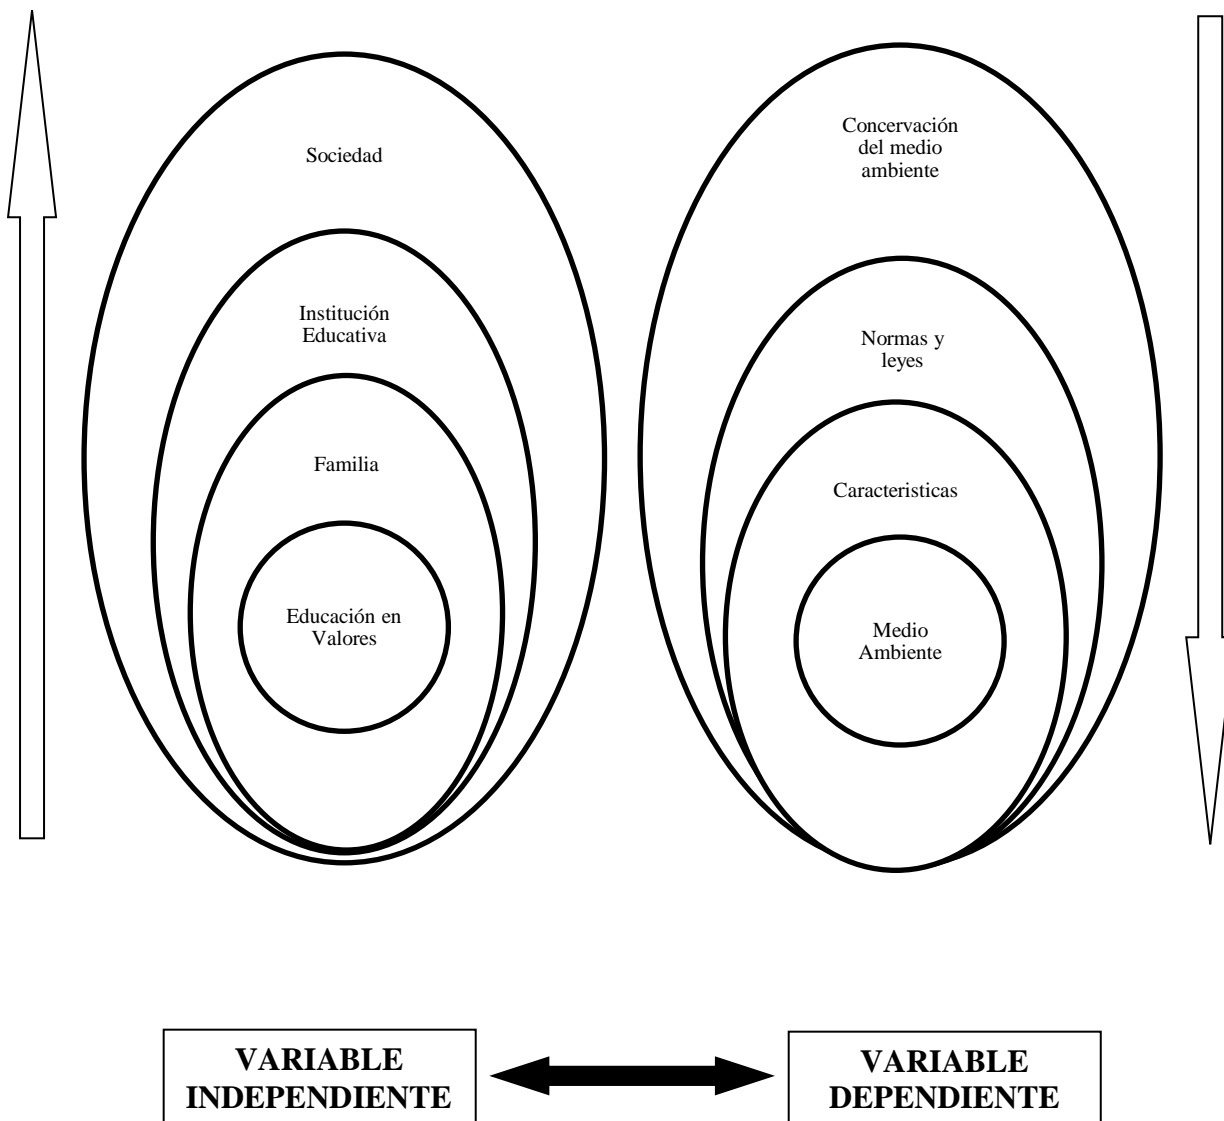 Sociedad
Institución
Educativa
Familia
Educación en
Valores
Concervación
del medio
ambiente
Normas y
leyes
Caracteristicas
Medio
Ambiente
VARIABLE
INDEPENDIENTE
VARIABLE
DEPENDIENTE